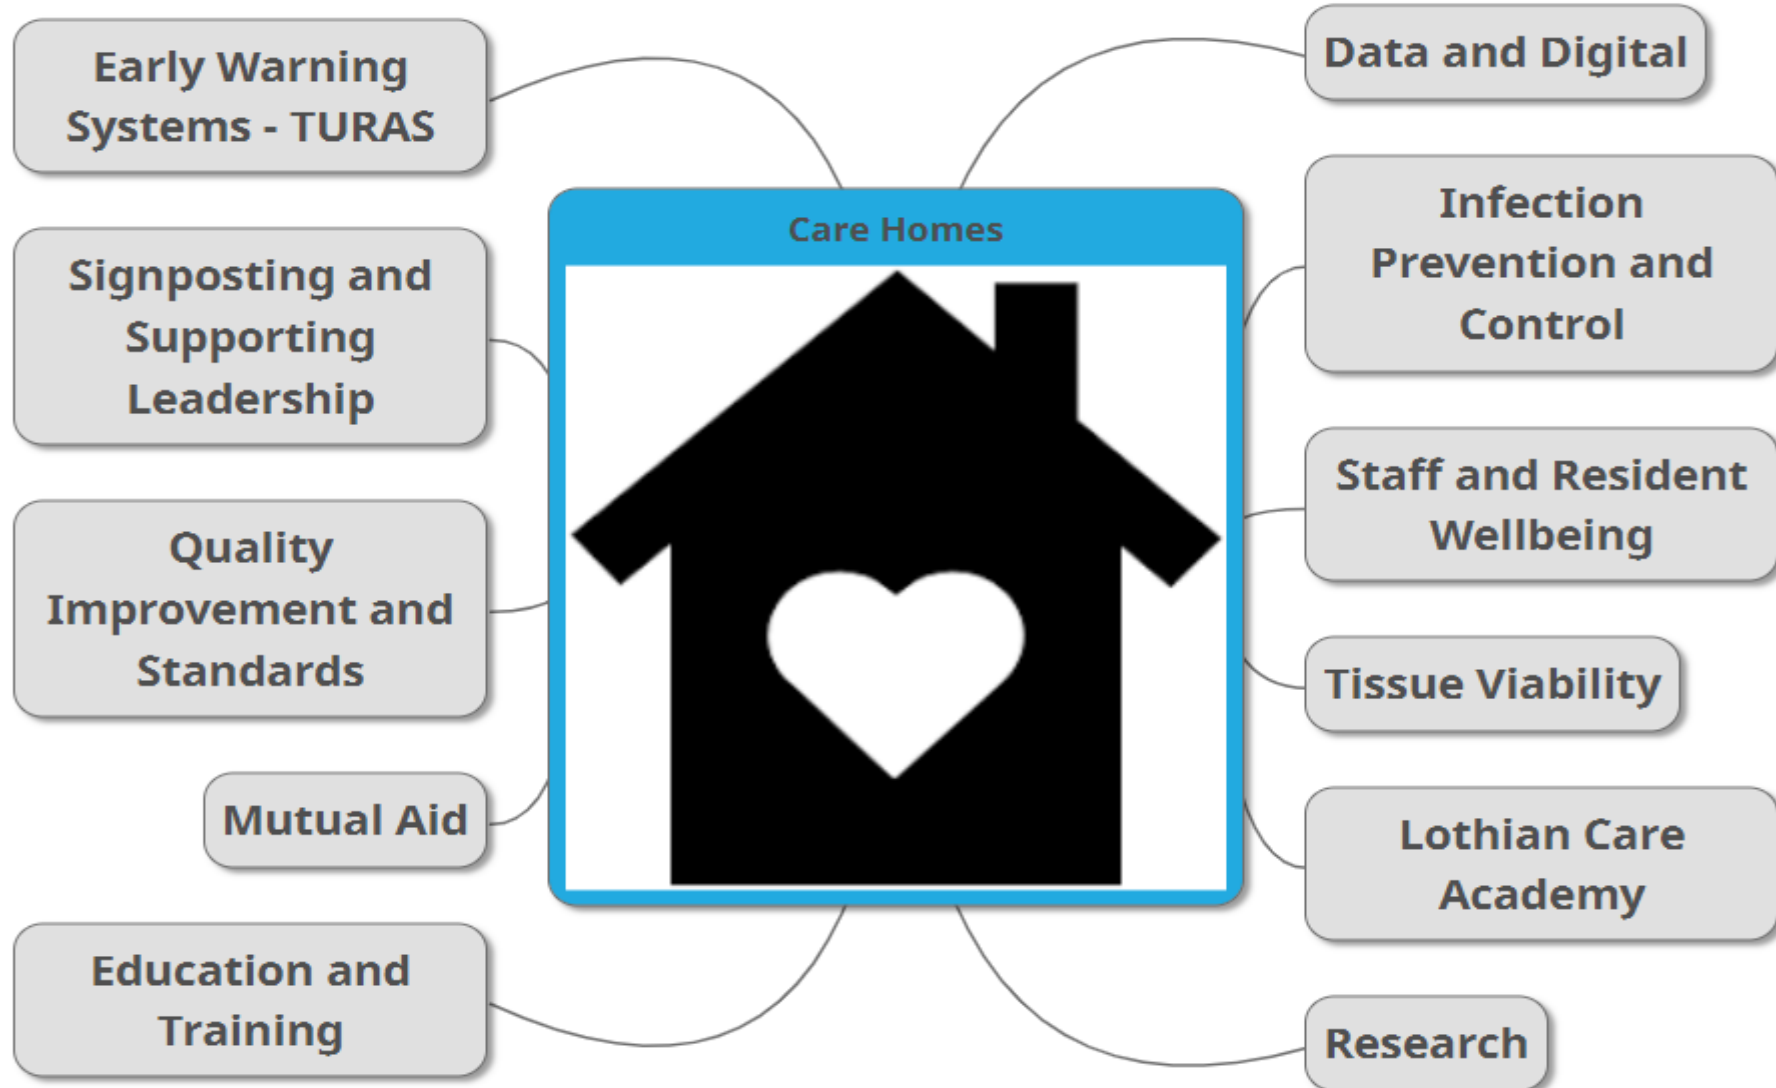 Early Warning
Systems - TURAS
Signposting and
Supporting
Leadership
Quality
Improvement and
Standards
Mutual Aid
Education and
Training
Care Homes
Data and Digital
Infection
Prevention and
Control
Staff and Resident
Wellbeing
Tissue Viability
Lothian Care
Academy
Research